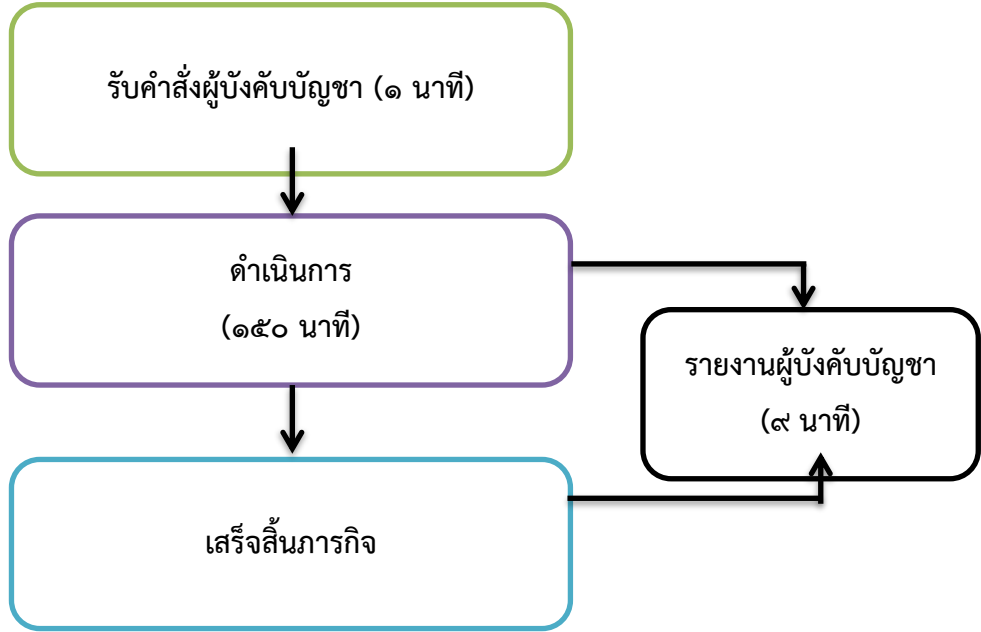 รับคำสั่งผู้บังคับบัญชา (๑ นาที)
ดำเนินการ
(๑๕๐ นาที)
รายงานผู้บังคับบัญชา
(๙ นาที)
เสร็จสิ้นภารกิจ